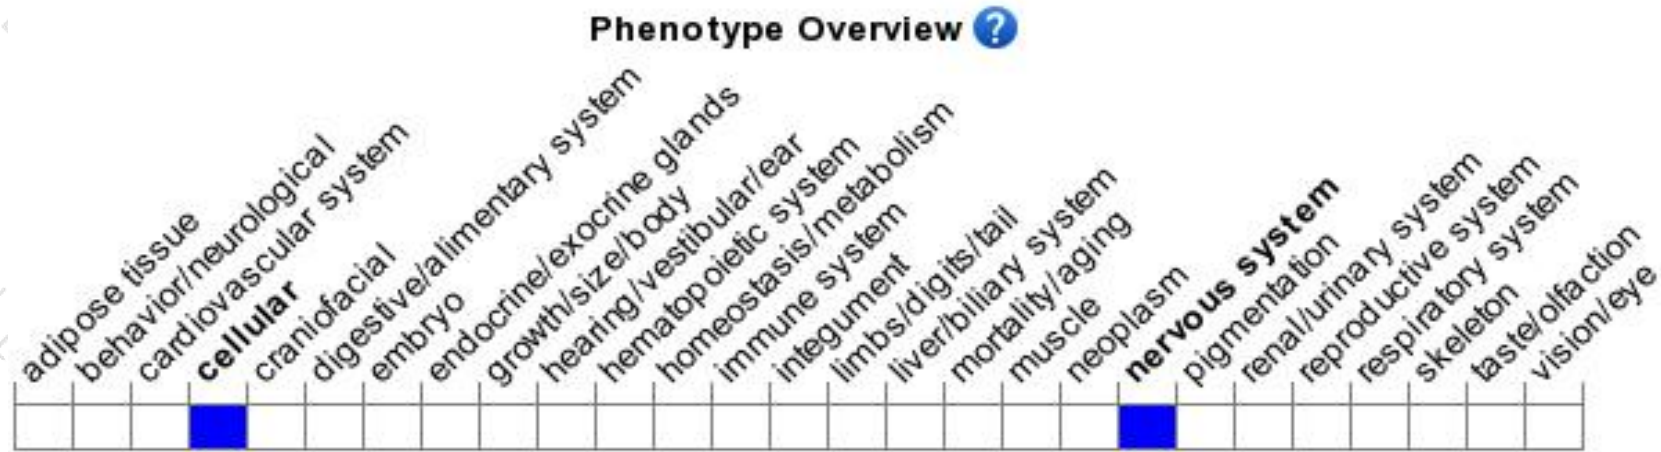 Phenotype Overview ?
adipose tissue
behavior/neurological
cardiovascular system
cellular
craniofacial
digestive/alimentary system
embryo
endocrine/exocrine glands
growth/size/body
hearing/vestibular/ear
hematopoietic system
homeostasis/metabolism
immune system
integument
limbs/digits/tail
liver/biliary system
mortality/aging
muscle
neoplasm
nervous system
pigmentation
renal/urinary system
reproductive system
respiratory system
skeleton
taste/olfaction
vision/eye